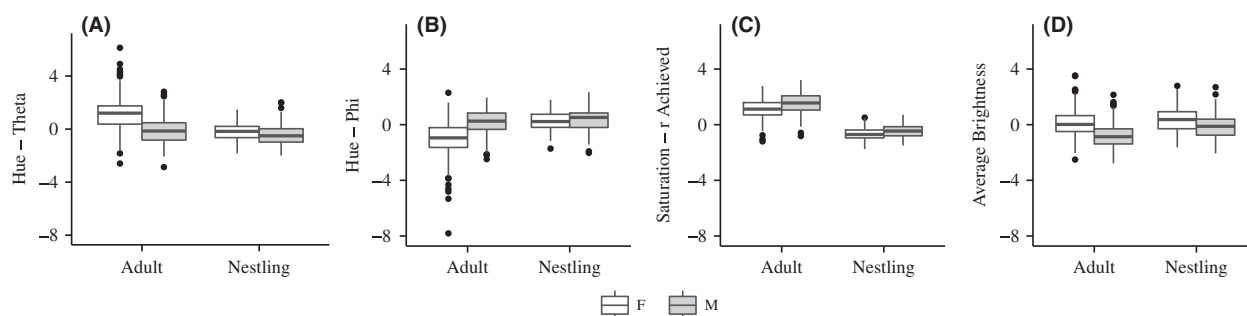 (A)
Hue – Theta
4
0
–4
–8
Adult Nestling
(B)
Hue – Phi
4
0
–4
–8
Adult Nestling
(C)
Saturation – r Achieved
4
0
–4
–8
Adult Nestling
(D)
Average Brightness
4
0
–4
–8
Adult Nestling
F M